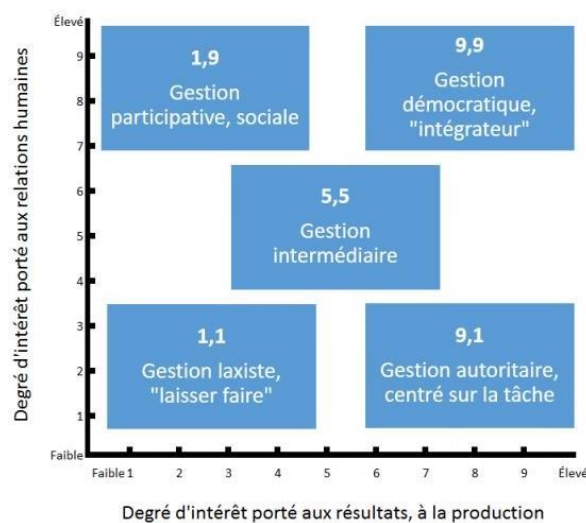 Élevé
Degré d'intérêt porté aux relations humaines
9
8
7
6
5
4
3
2
1
Faible
1,9
Gestion
participative, sociale
9,9
Gestion
démocratique,
"intégrateur"
5,5
Gestion
intermédiaire
1,1
Gestion laxiste,
"laisser faire"
9,1
Gestion autoritaire,
centré sur la tâche
Faible 1 2 3 4 5 6 7 8 9 Élevé
Degré d'intérêt porté aux résultats, à la production